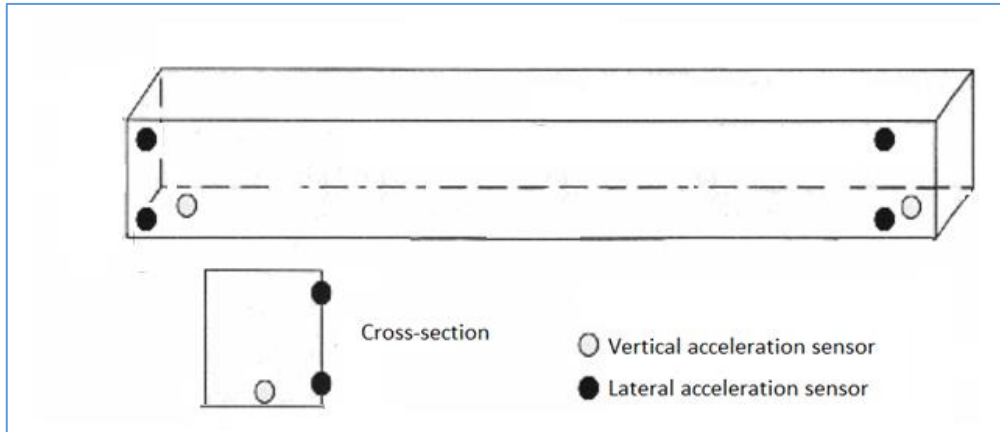 Cross-section
Vertical acceleration sensor
Lateral acceleration sensor